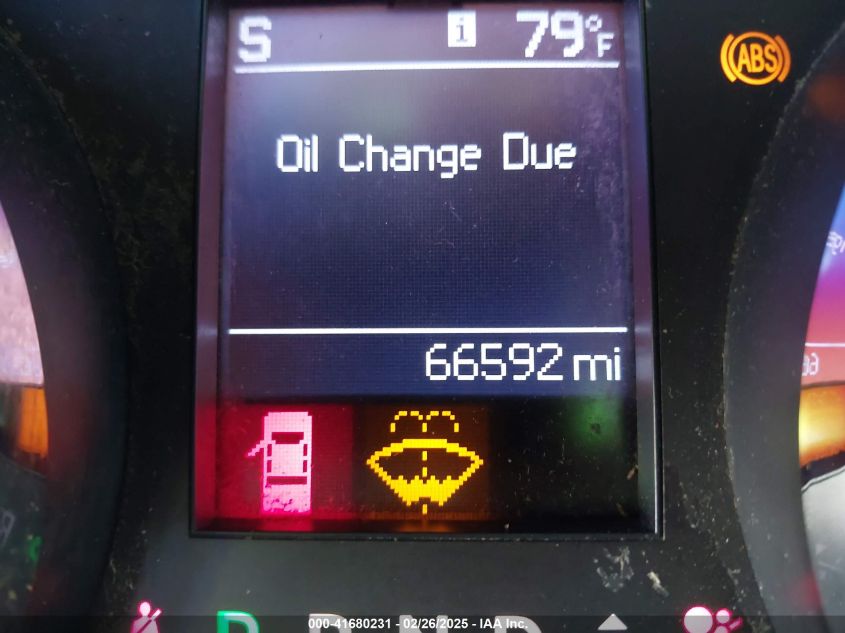 S i 79°F
ABS
Oil Change Due
66592 mi
P R N D
000-41680231 - 02/26/2025 - IAA Inc.